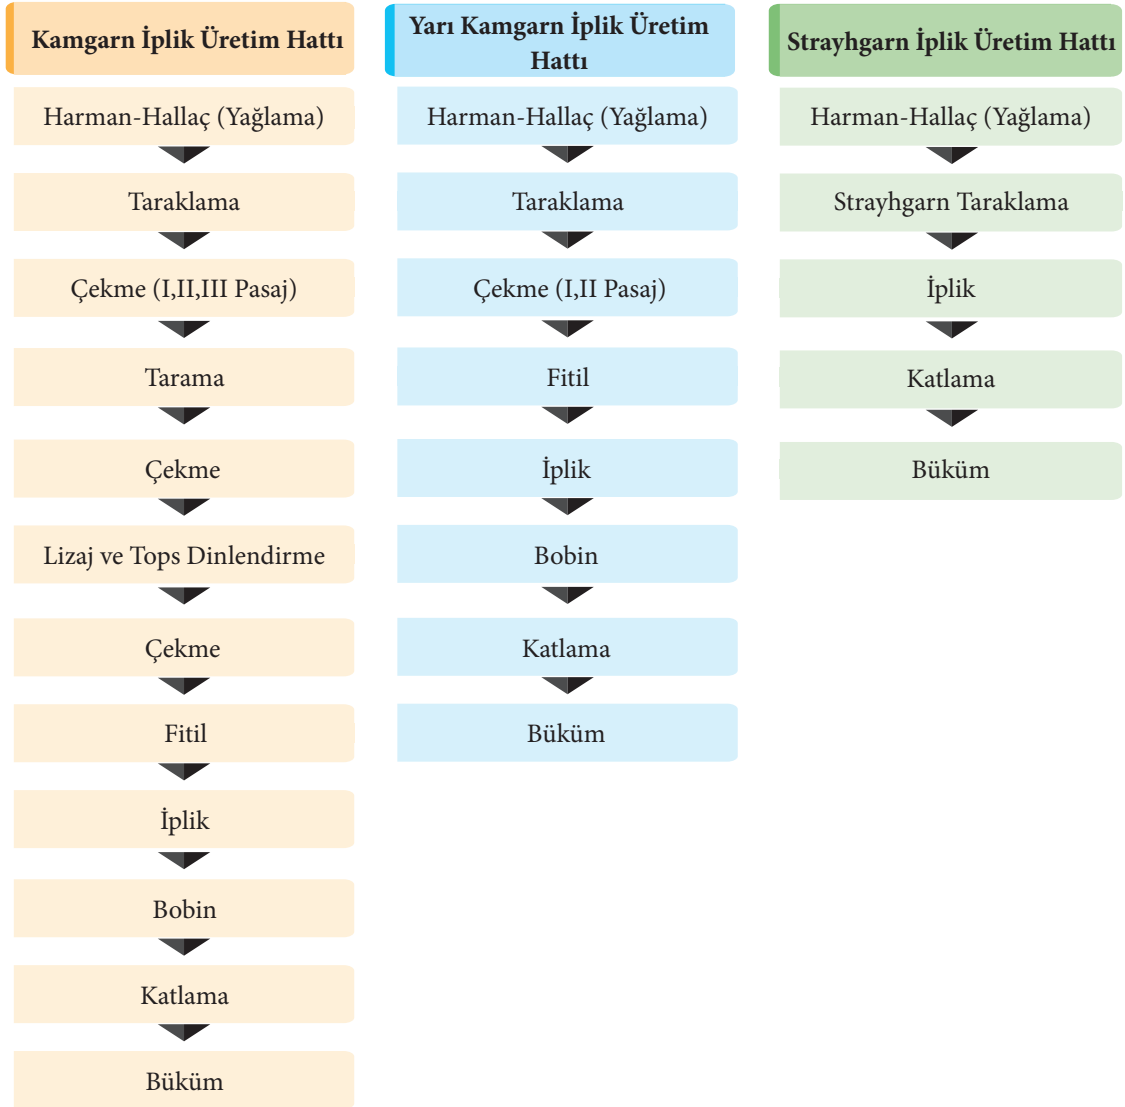 Kamgarn İplik Üretim Hattı
Harman-Hallaç (Yağlama)
Taraklama
Çekme (I,II,III Pasaj)
Tarama
Çekme
Lizaj ve Tops Dinlendirme
Çekme
Fitil
İplik
Bobin
Katlama
Büküm
Yarı Kamgarn İplik Üretim
Hattı
Harman-Hallaç (Yağlama)
Taraklama
Çekme (I,II Pasaj)
Fitil
İplik
Bobin
Katlama
Büküm
Strayhgarn İplik Üretim Hattı
Harman-Hallaç (Yağlama)
Strayhgarn Taraklama
İplik
Katlama
Büküm